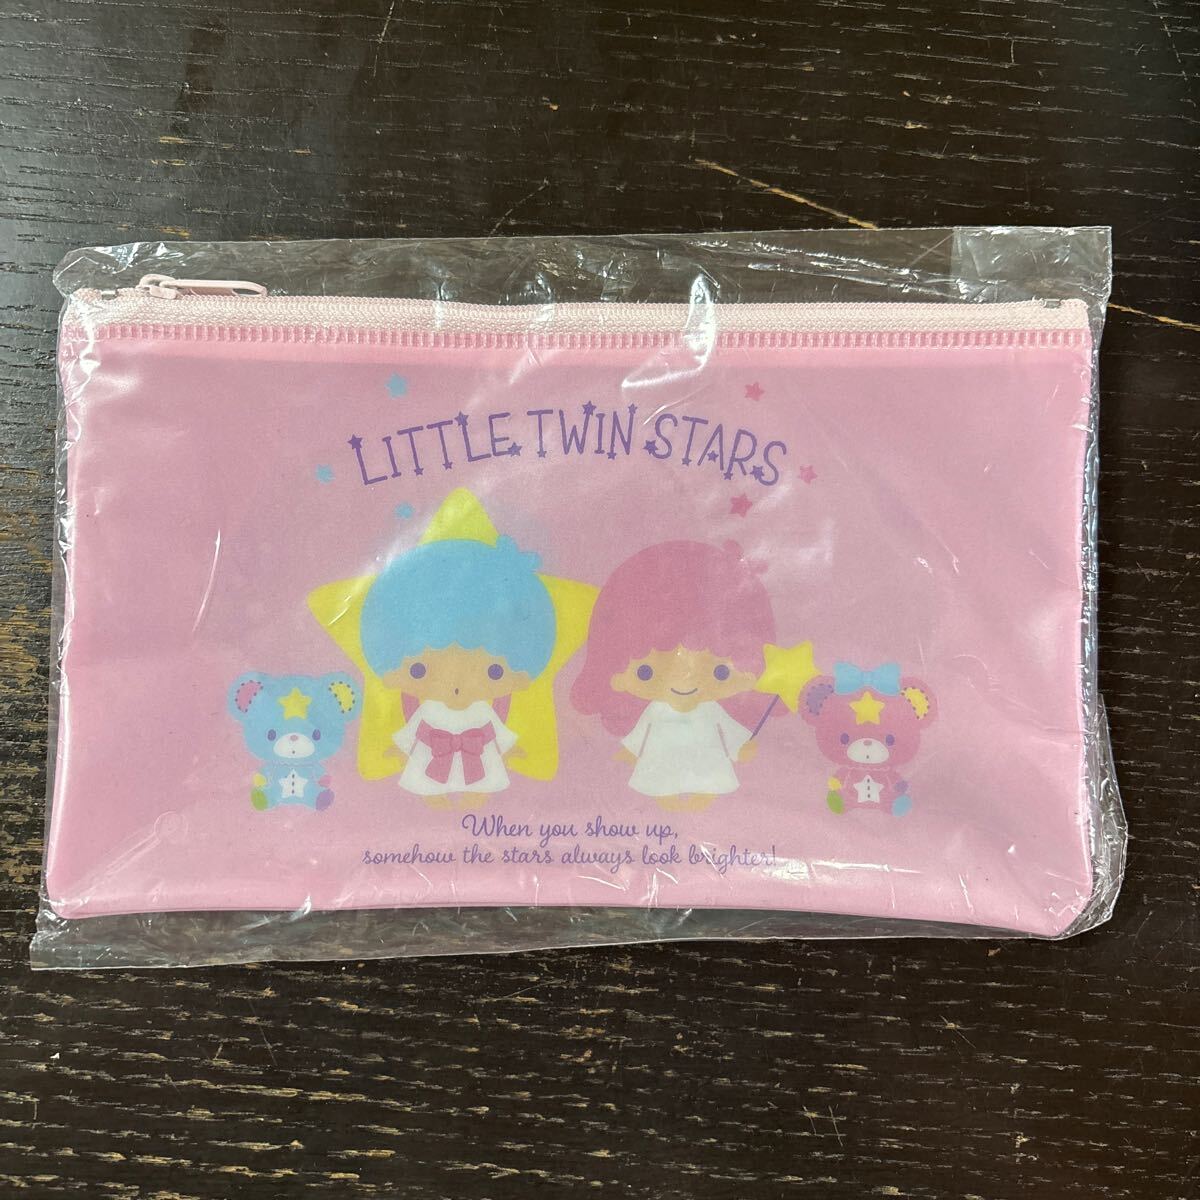 LITTLE TWIN STARS
When you show up,
somehow the stars always look brighter!